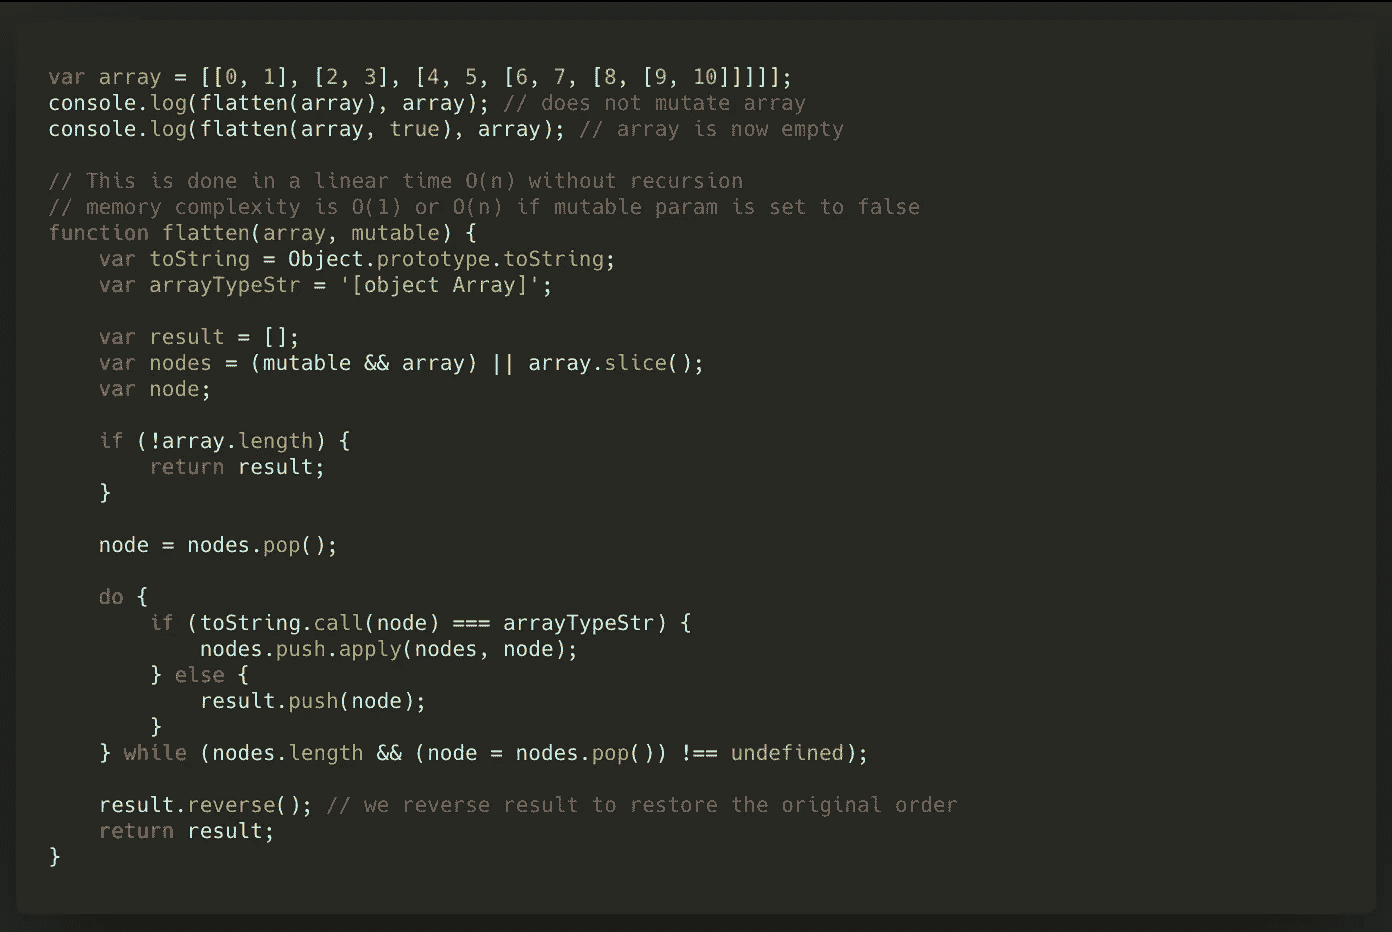 var array = [[0, 1], [2, 3], [4, 5, [6, 7, [8, [9, 10]]]]];
console.log(flatten(array), array); // does not mutate array
console.log(flatten(array, true), array); // array is now empty

// This is done in a linear time O(n) without recursion
// memory complexity is O(1) or O(n) if mutable param is set to false
function flatten(array, mutable) {
    var toString = Object.prototype.toString;
    var arrayTypeStr = '[object Array]';

    var result = [];
    var nodes = (mutable && array) || array.slice();
    var node;

    if (!array.length) {
        return result;
    }

    node = nodes.pop();

    do {
        if (toString.call(node) === arrayTypeStr) {
            nodes.push.apply(nodes, node);
        } else {
            result.push(node);
        }
    } while (nodes.length && (node = nodes.pop()) !== undefined);

    result.reverse(); // we reverse result to restore the original order
    return result;
}